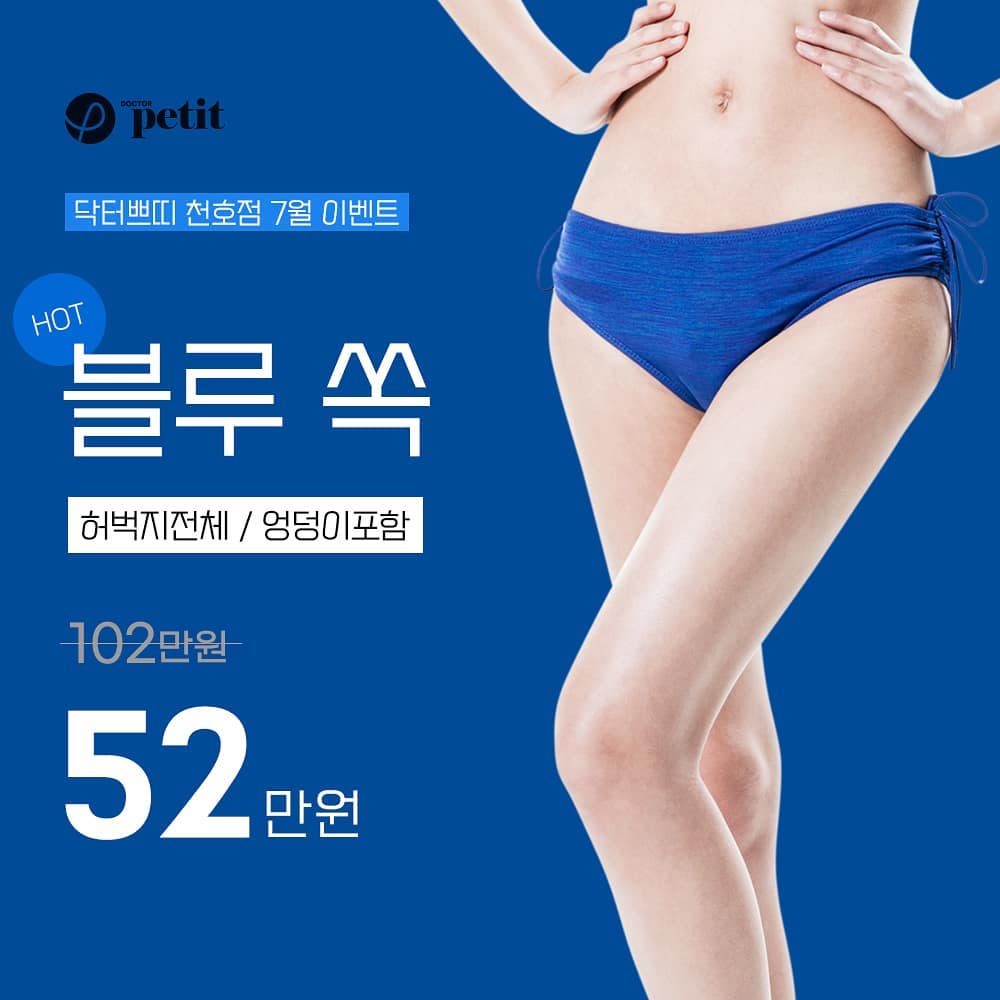 DOCTOR
petit
닥터쁘띠 천호점 7월 이벤트
HOT
블루 쏙
허벅지전체 / 엉덩이포함
102만원
52만원